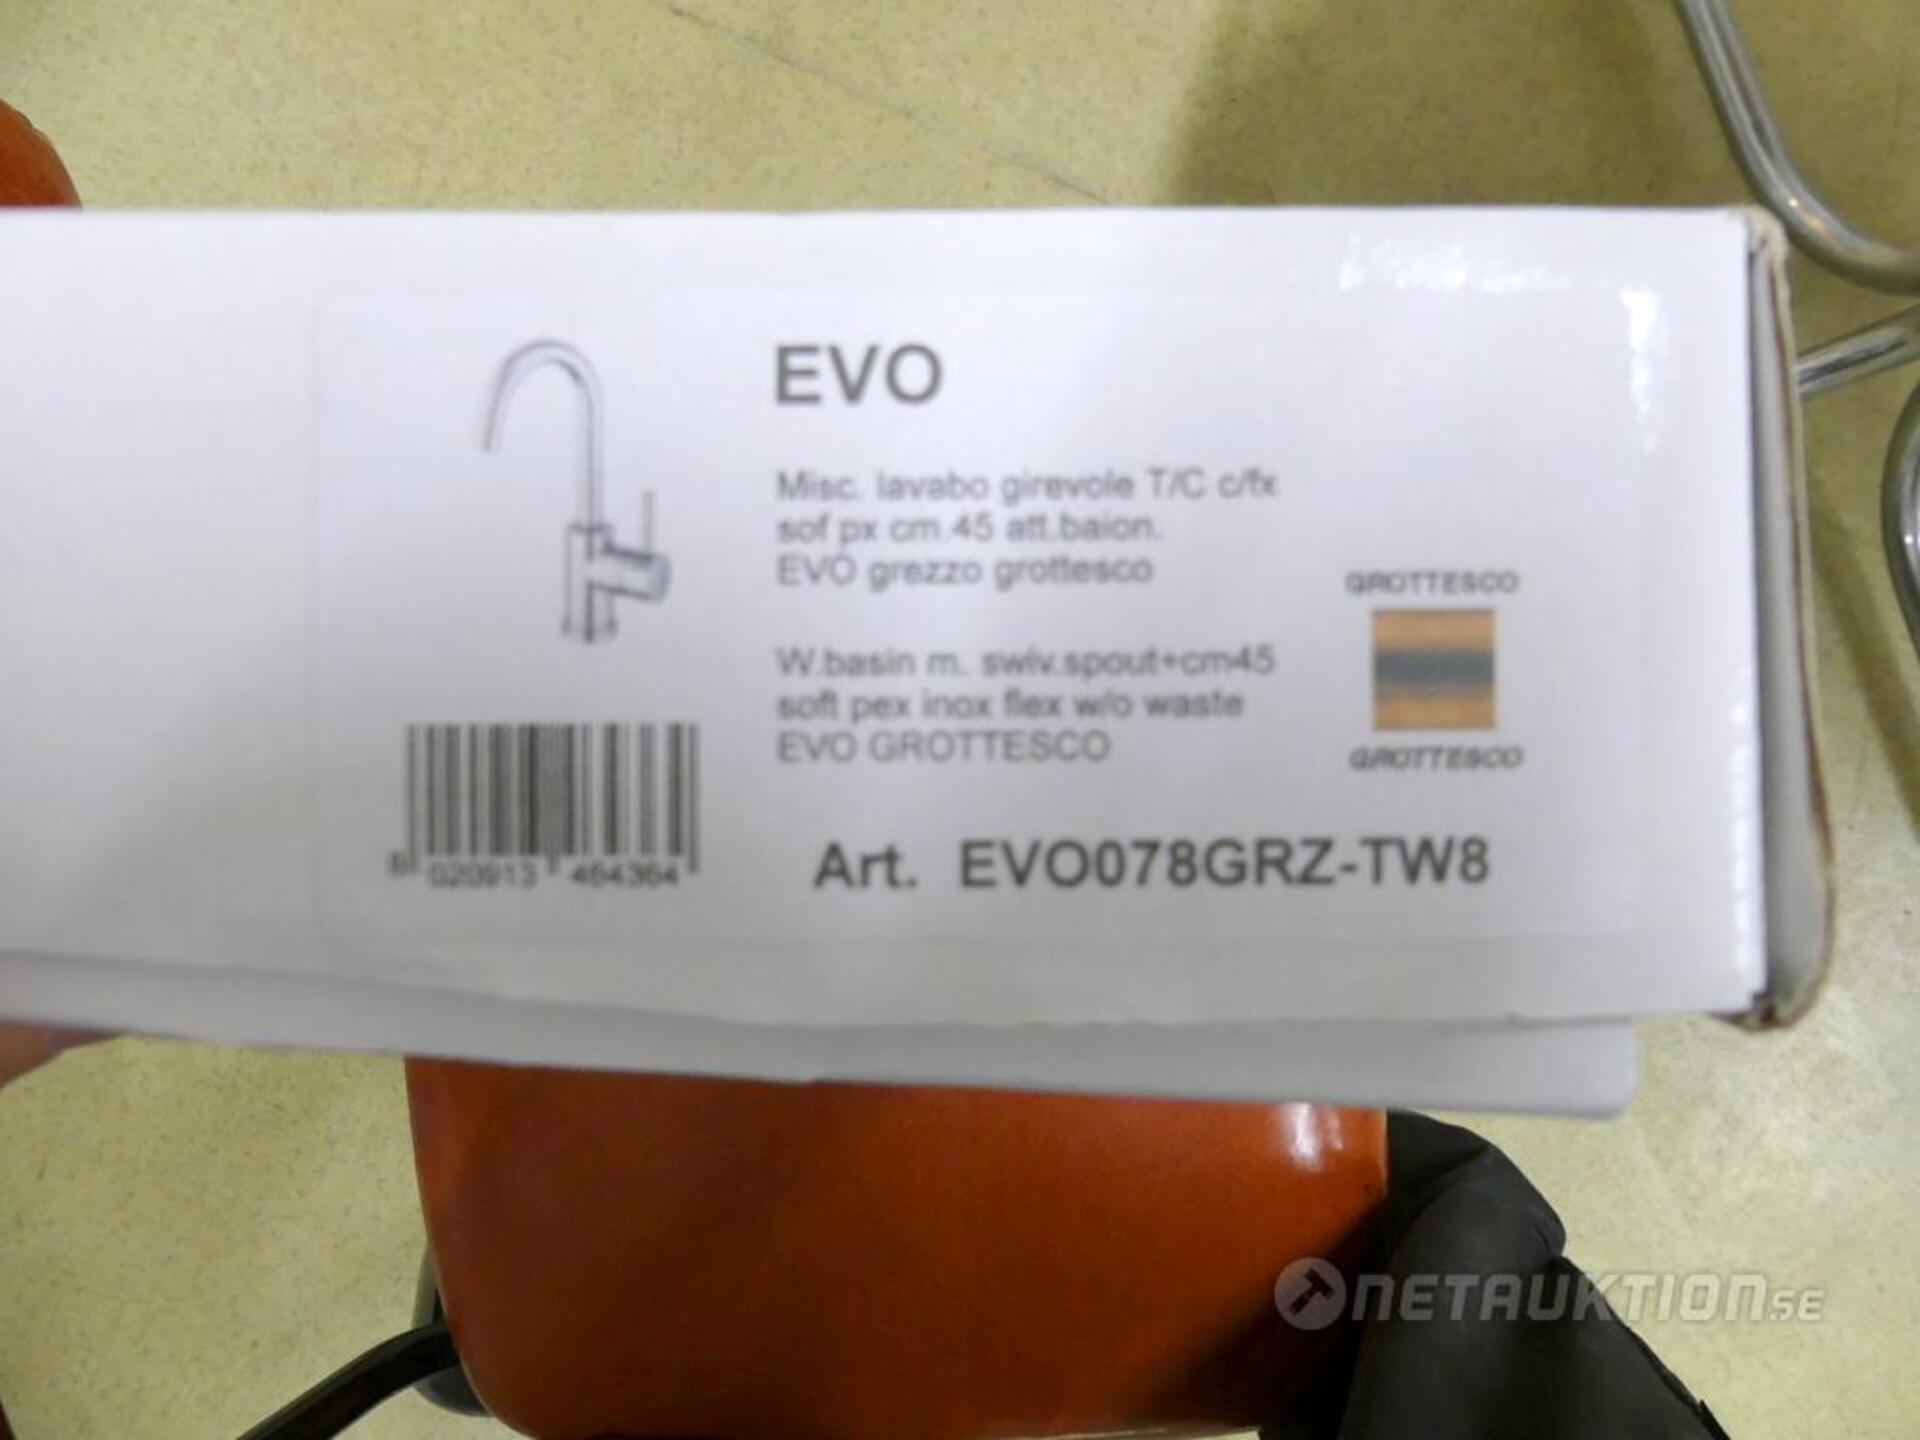 EVO
Misc. lavabo girevole T/C c/fx
sof px cm.45 att.baion.
EVO grezzo grottesco
W.basin m. swiv.spout+cm45
soft pex inox flex w/o waste
EVO GROTTESCO
GROTTESCO
GROTTESCO
8 020913 464364
Art. EVO078GRZ-TW8
NETAUKTION.SE